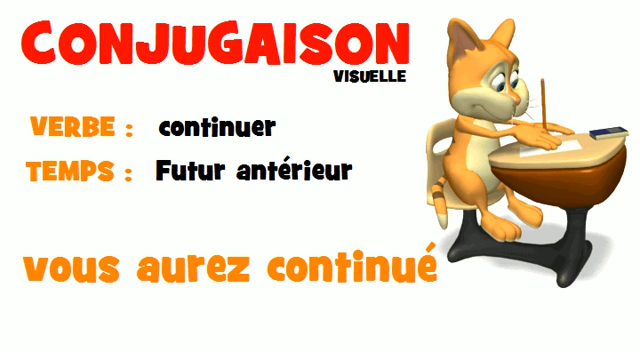 CONJUGAISON
VISUELLE
VERBE : continuer
TEMPS : Futur antérieur
vous aurez continué